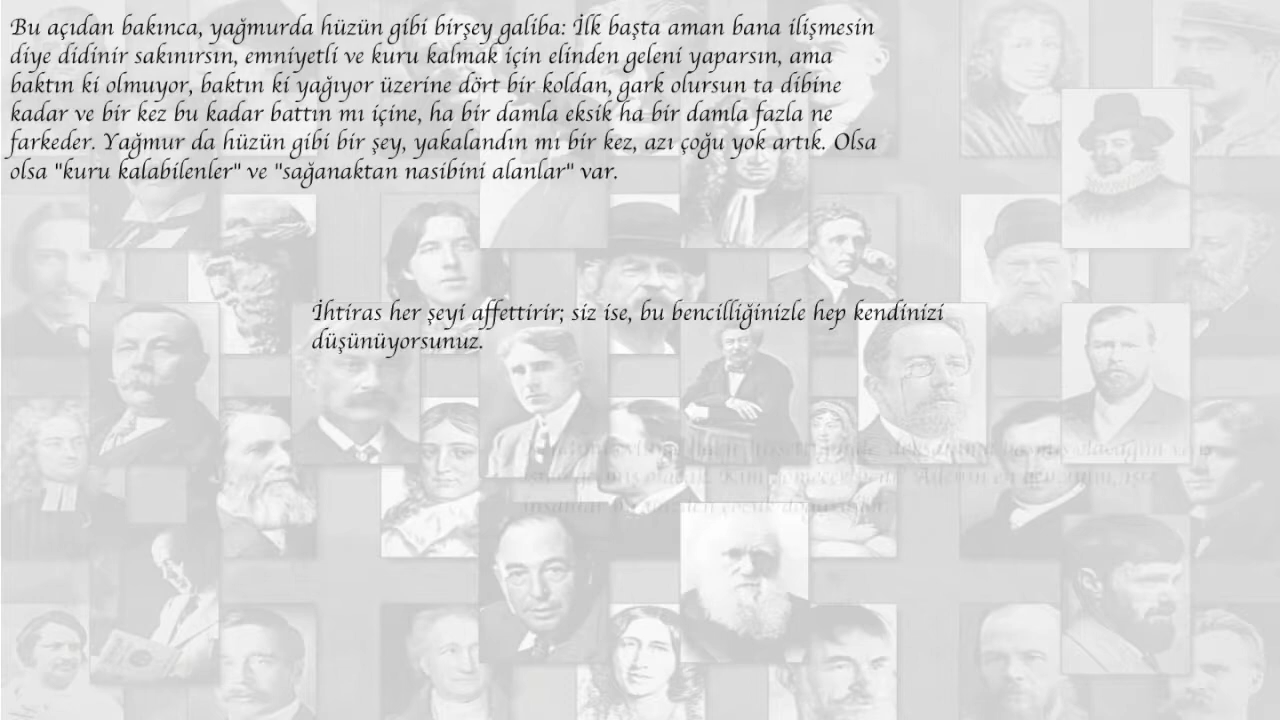 Bu açıdan bakınca, yağmurda hüzün gibi birşey galiba: İlk başta aman bana ilişmesin
diye didinir sakınırsın, emniyetli ve kuru kalmak için elinden geleni yaparsın, ama
baktın ki olmuyor, baktın ki yağıyor üzerine dört bir koldan, gark olursun ta dibine
kadar ve bir kez bu kadar battın mı içine, ha bir damla eksik ha bir damla fazla ne
farkeder. Yağmur da hüzün gibi bir şey, yakalandın mı bir kez, azı çoğu yok artık. Olsa
olsa "kuru kalabilenler" ve "sağanaktan nasibini alanlar" var.
İhtiras her şeyi affettirir; siz ise, bu bencilliğinizle hep kendinizi
düşünüyorsunuz.